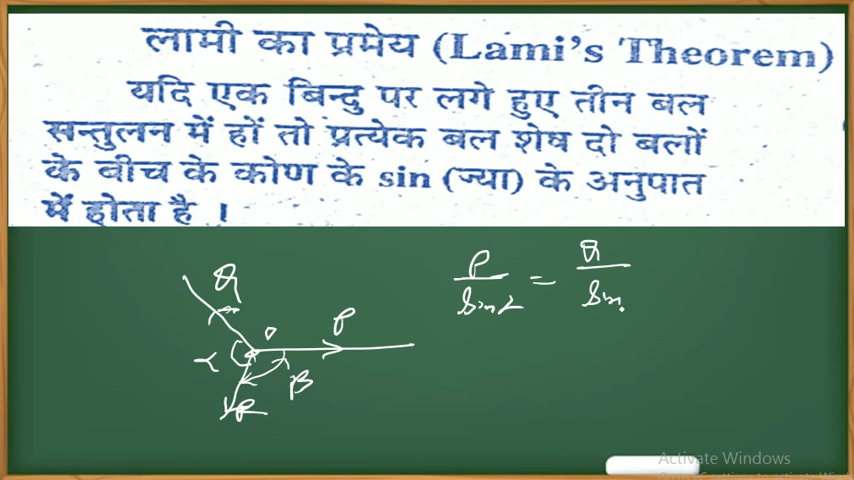 लामी का प्रमेय (Lami's Theorem)
यदि एक बिन्दु पर लगे हुए तीन बल
सन्तुलन में हों तो प्रत्येक बल शेष दो बलों
के बीच के कोण के sin (ज्या) के अनुपात
में होता है ।
P/sin α = Q/sin
Q
O
P
α
β
R
Activate Windows